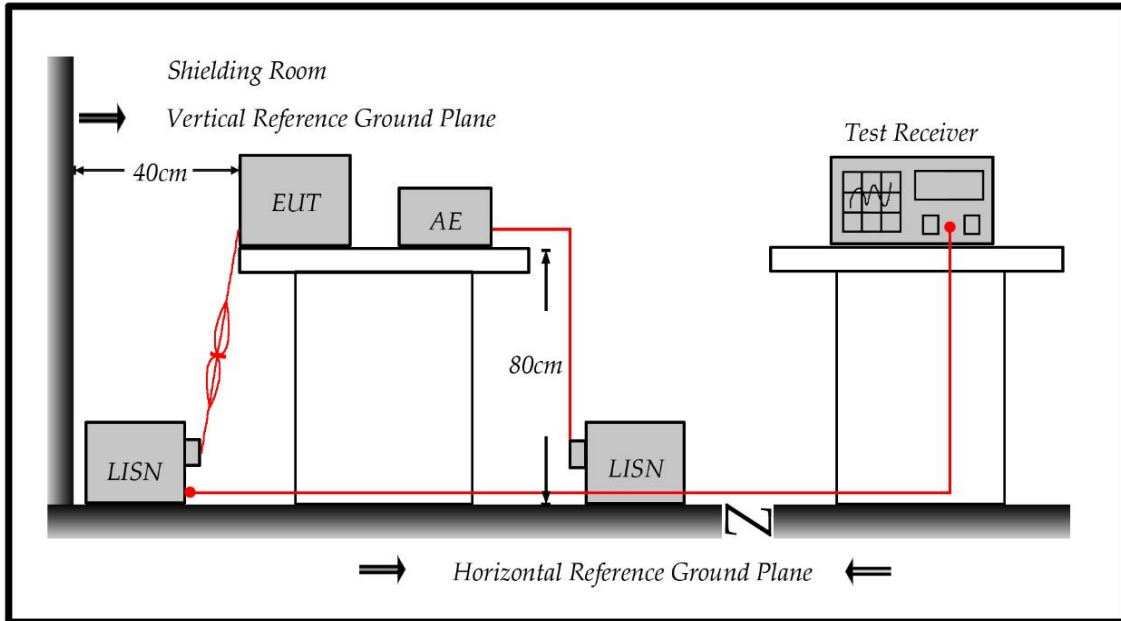 Shielding Room
Vertical Reference Ground Plane
Test Receiver
40cm
EUT
AE
80cm
LISN
LISN
Horizontal Reference Ground Plane